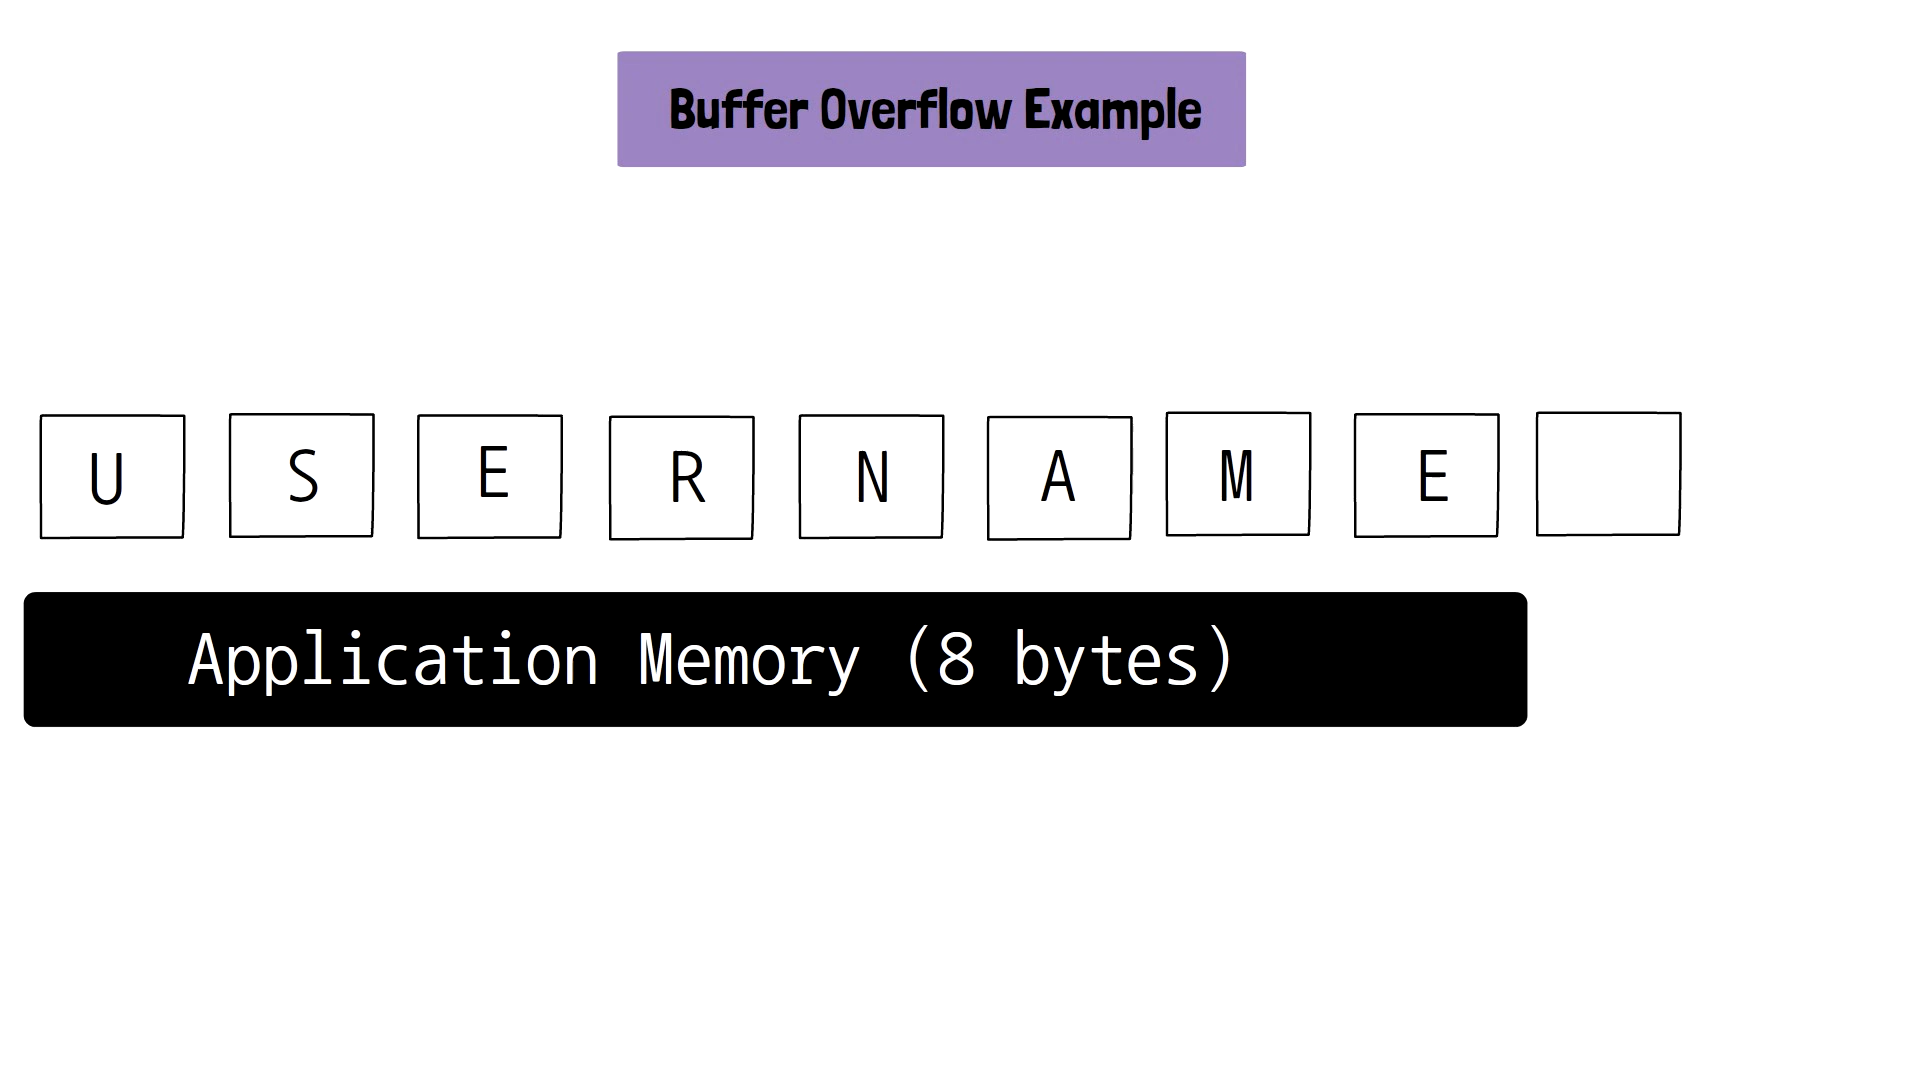 Buffer Overflow Example
U S E R N A M E
Application Memory (8 bytes)